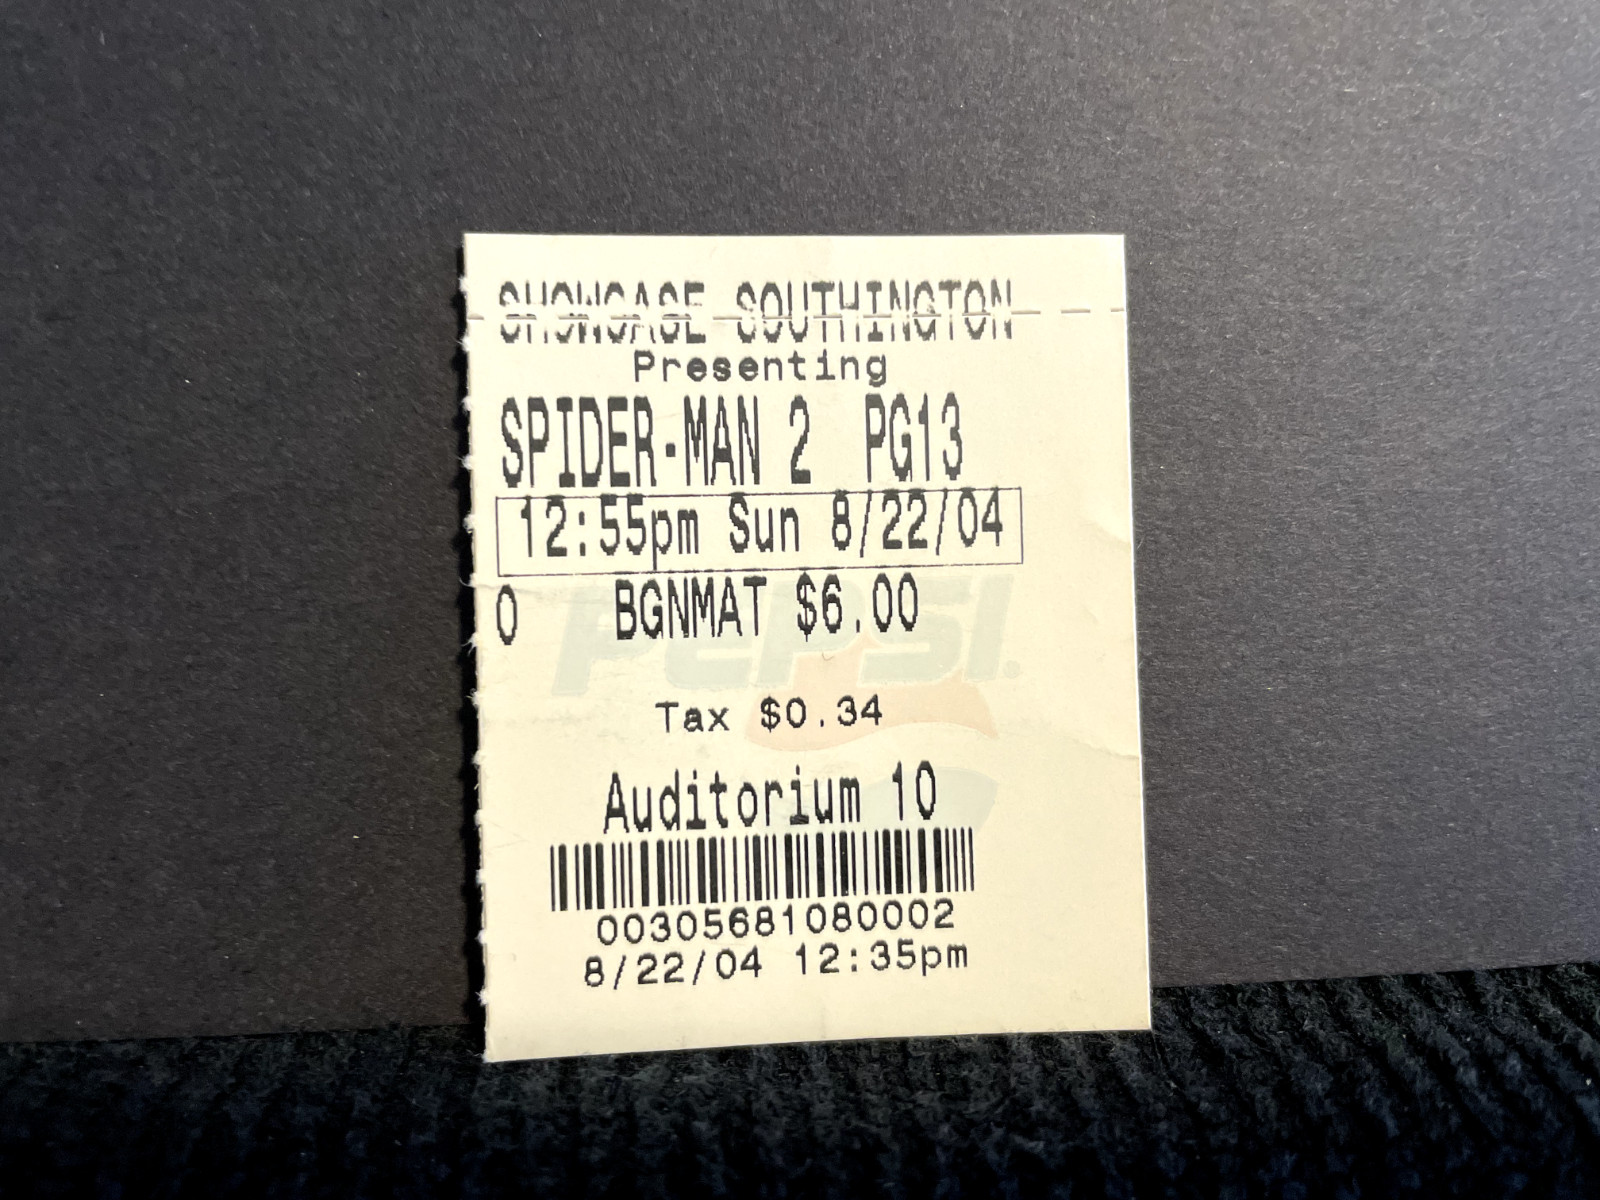 SHOWCASE SOUTHINGTON
Presenting
SPIDER-MAN 2 PG13
12:55pm Sun 8/22/04
0 BGNMAT $6.00
PEPSI®
Tax $0.34
Auditorium 10
00305681080002
8/22/04 12:35pm